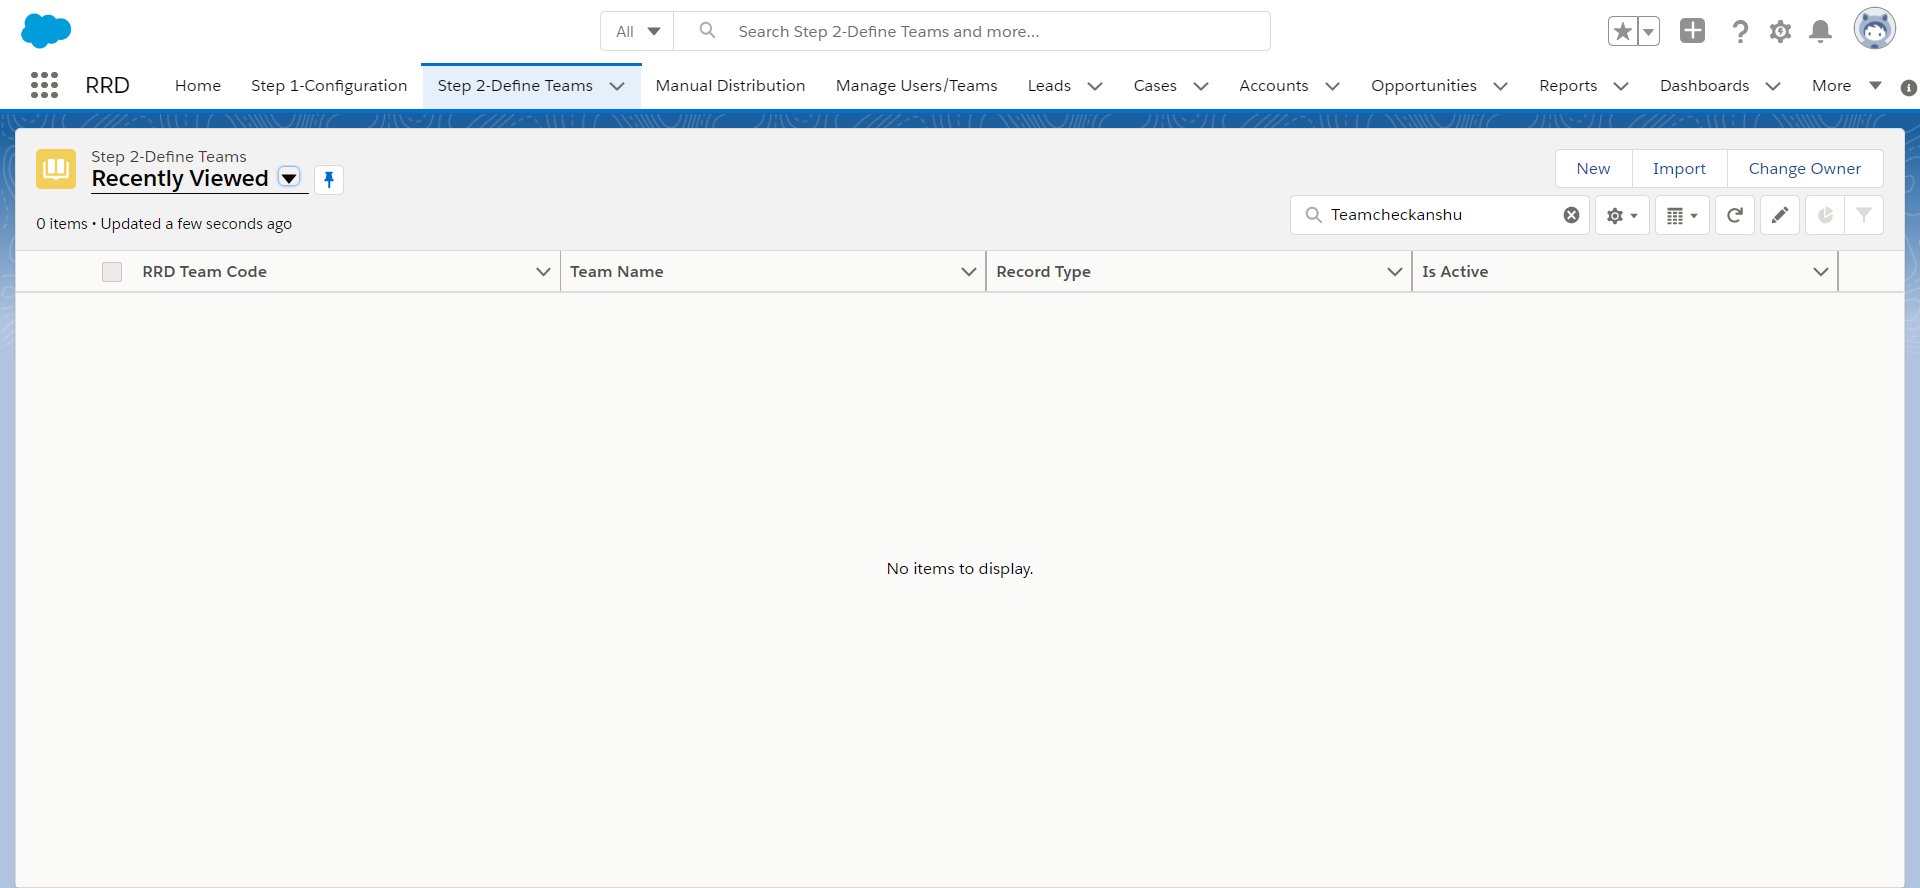 All
Search Step 2-Define Teams and more...
RRD
Home
Step 1-Configuration
Step 2-Define Teams
Manual Distribution
Manage Users/Teams
Leads
Cases
Accounts
Opportunities
Reports
Dashboards
More
Step 2-Define Teams
Recently Viewed
New
Import
Change Owner
0 items • Updated a few seconds ago
Teamcheckanshu
RRD Team Code
Team Name
Record Type
Is Active
No items to display.